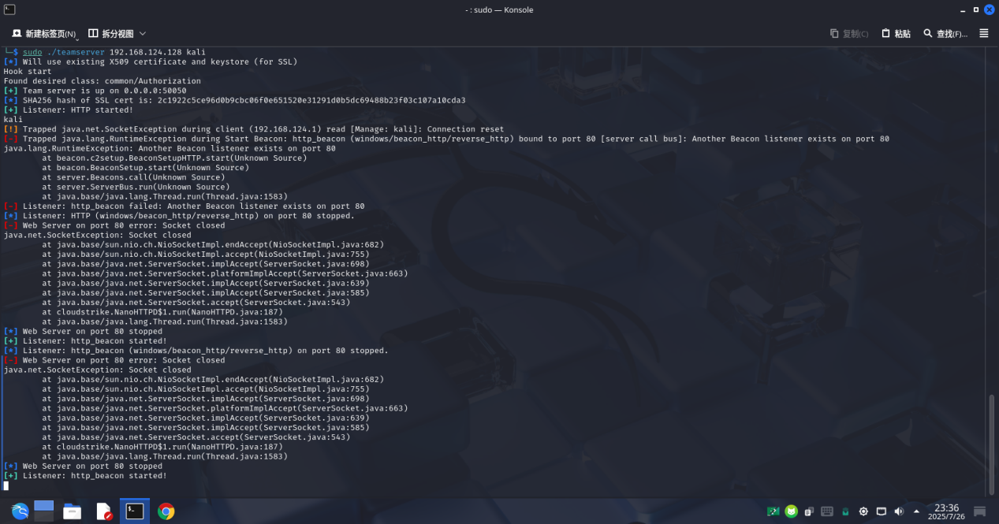 - : sudo — Konsole
新建标签页(N)
拆分视图
复制(C)
粘贴
查找(F)...
└─$ sudo ./teamserver 192.168.124.128 kali
[*] Will use existing X509 certificate and keystore (for SSL)
Hook start
Found desired class: common/Authorization
[+] Team server is up on 0.0.0.0:50050
[*] SHA256 hash of SSL cert is: 2c1922c5ce96d0b9cbc06f0e651520e31291d0b5dc69488b23f03c107a10cda3
[+] Listener: HTTP started!
kali
[!] Trapped java.net.SocketException during client (192.168.124.1) read [Manage: kali]: Connection reset
[-] Trapped java.lang.RuntimeException during Start Beacon: http_beacon (windows/beacon_http/reverse_http) bound to port 80 [server call bus]: Another Beacon listener exists on port 80
java.lang.RuntimeException: Another Beacon listener exists on port 80
at beacon.c2setup.BeaconSetupHTTP.start(Unknown Source)
at beacon.BeaconSetup.start(Unknown Source)
at server.Beacons.call(Unknown Source)
at server.ServerBus.run(Unknown Source)
at java.base/java.lang.Thread.run(Thread.java:1583)
[-] Listener: http_beacon failed: Another Beacon listener exists on port 80
[*] Listener: HTTP (windows/beacon_http/reverse_http) on port 80 stopped.
[-] Web Server on port 80 error: Socket closed
java.net.SocketException: Socket closed
at java.base/sun.nio.ch.NioSocketImpl.endAccept(NioSocketImpl.java:682)
at java.base/sun.nio.ch.NioSocketImpl.accept(NioSocketImpl.java:755)
at java.base/java.net.ServerSocket.implAccept(ServerSocket.java:698)
at java.base/java.net.ServerSocket.platformImplAccept(ServerSocket.java:663)
at java.base/java.net.ServerSocket.implAccept(ServerSocket.java:639)
at java.base/java.net.ServerSocket.implAccept(ServerSocket.java:585)
at java.base/java.net.ServerSocket.accept(ServerSocket.java:543)
at cloudstrike.NanoHTTPD$1.run(NanoHTTPD.java:187)
at java.base/java.lang.Thread.run(Thread.java:1583)
[*] Web Server on port 80 stopped
[+] Listener: http_beacon started!
[*] Listener: http_beacon (windows/beacon_http/reverse_http) on port 80 stopped.
[-] Web Server on port 80 error: Socket closed
java.net.SocketException: Socket closed
at java.base/sun.nio.ch.NioSocketImpl.endAccept(NioSocketImpl.java:682)
at java.base/sun.nio.ch.NioSocketImpl.accept(NioSocketImpl.java:755)
at java.base/java.net.ServerSocket.implAccept(ServerSocket.java:698)
at java.base/java.net.ServerSocket.platformImplAccept(ServerSocket.java:663)
at java.base/java.net.ServerSocket.implAccept(ServerSocket.java:639)
at java.base/java.net.ServerSocket.implAccept(ServerSocket.java:585)
at java.base/java.net.ServerSocket.accept(ServerSocket.java:543)
at cloudstrike.NanoHTTPD$1.run(NanoHTTPD.java:187)
at java.base/java.lang.Thread.run(Thread.java:1583)
[*] Web Server on port 80 stopped
[+] Listener: http_beacon started!
23:36
2025/7/26